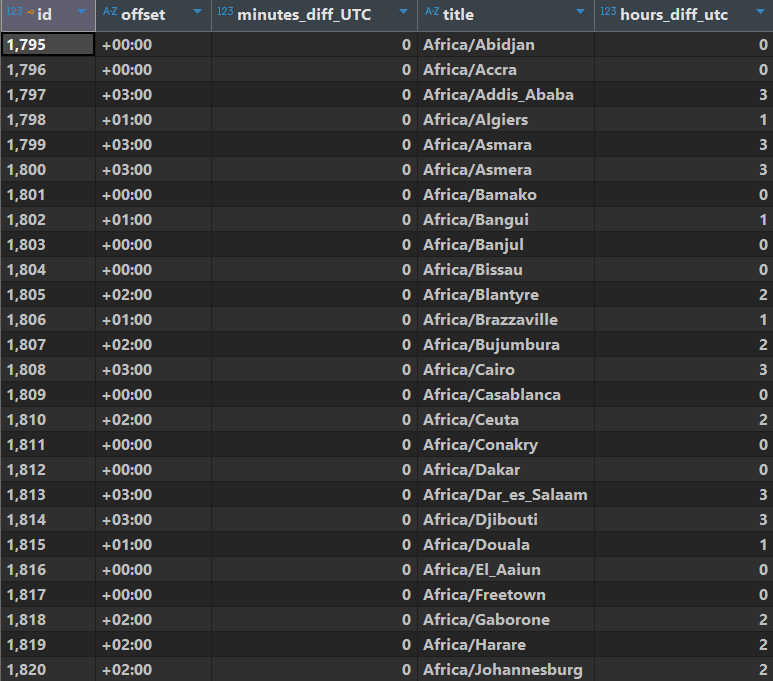 123 id A-Z offset 123 minutes_diff_UTC A-Z title 123 hours_diff_utc
1,795 +00:00 0 Africa/Abidjan 0
1,796 +00:00 0 Africa/Accra 0
1,797 +03:00 0 Africa/Addis_Ababa 3
1,798 +01:00 0 Africa/Algiers 1
1,799 +03:00 0 Africa/Asmara 3
1,800 +03:00 0 Africa/Asmera 3
1,801 +00:00 0 Africa/Bamako 0
1,802 +01:00 0 Africa/Bangui 1
1,803 +00:00 0 Africa/Banjul 0
1,804 +00:00 0 Africa/Bissau 0
1,805 +02:00 0 Africa/Blantyre 2
1,806 +01:00 0 Africa/Brazzaville 1
1,807 +02:00 0 Africa/Bujumbura 2
1,808 +03:00 0 Africa/Cairo 3
1,809 +00:00 0 Africa/Casablanca 0
1,810 +02:00 0 Africa/Ceuta 2
1,811 +00:00 0 Africa/Conakry 0
1,812 +00:00 0 Africa/Dakar 0
1,813 +03:00 0 Africa/Dar_es_Salaam 3
1,814 +03:00 0 Africa/Djibouti 3
1,815 +01:00 0 Africa/Douala 1
1,816 +00:00 0 Africa/El_Aaiun 0
1,817 +00:00 0 Africa/Freetown 0
1,818 +02:00 0 Africa/Gaborone 2
1,819 +02:00 0 Africa/Harare 2
1,820 +02:00 0 Africa/Johannesburg 2